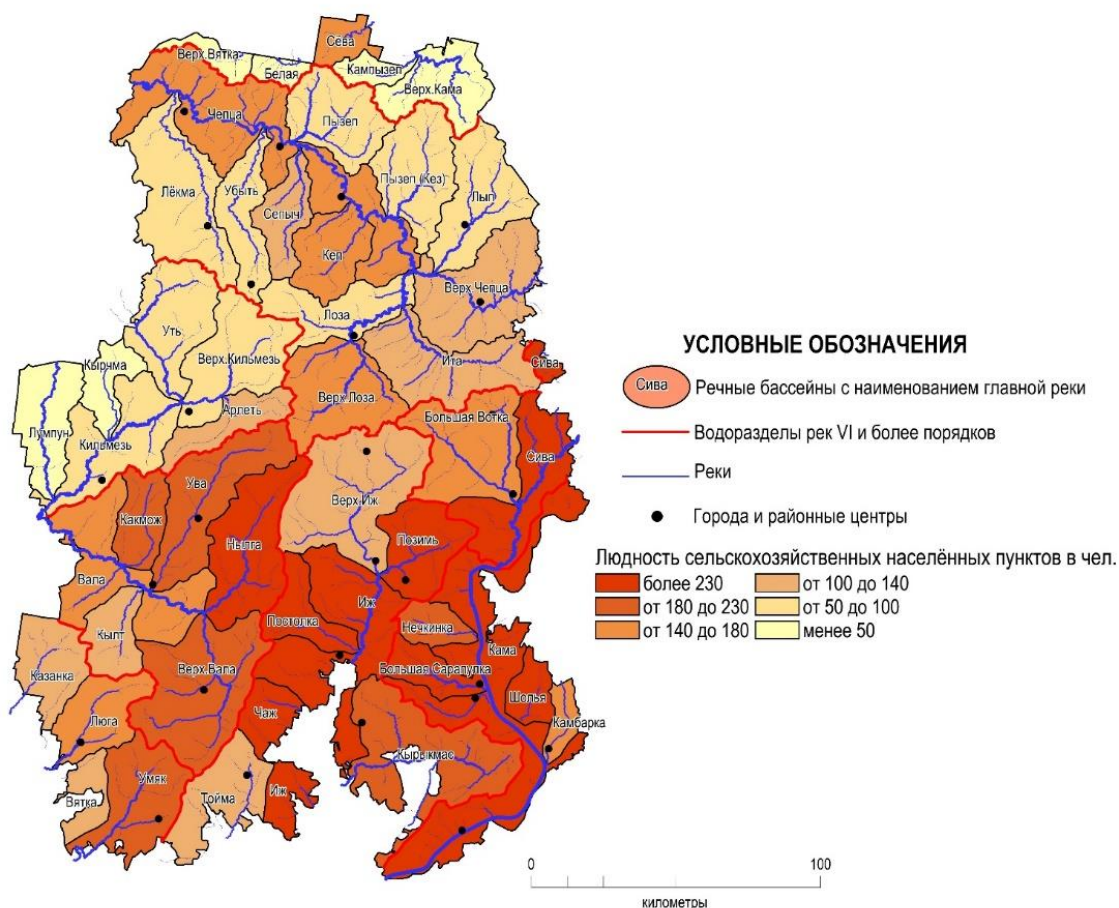 Сёва
Верх.Вятка
Белая
Кампызеп
Верх.Кама
Чепца
Пызеп
Лёкма
Убыть
Сепыч
Пызеп (Кез)
Лып
Кеп
Верх.Чепца
Лоза
Уть
Верх.Кильмезь
Ита
Сива
Кырчма
Верх.Лоза
Арлеть
Большая Вотка
Лумпун
Кильмезь
Сива
Ува
Верх.Иж
Какмож
Нылга
Позимь
Вала
Иж
Постолка
Нечкинка
Кылт
Кама
Казанка
Верх.Вала
Большая Сарапулка
Шолья
Чаж
Люга
Камбарка
Кырыкмас
Умяк
Вятка
Тойма
Иж
УСЛОВНЫЕ ОБОЗНАЧЕНИЯ
Сива
Речные бассейны с наименованием главной реки
Водоразделы рек VI и более порядков
Реки
Города и районные центры
Людность сельскохозяйственных населённых пунктов в чел.
более 230
от 100 до 140
от 180 до 230
от 50 до 100
от 140 до 180
менее 50
0
100
километры